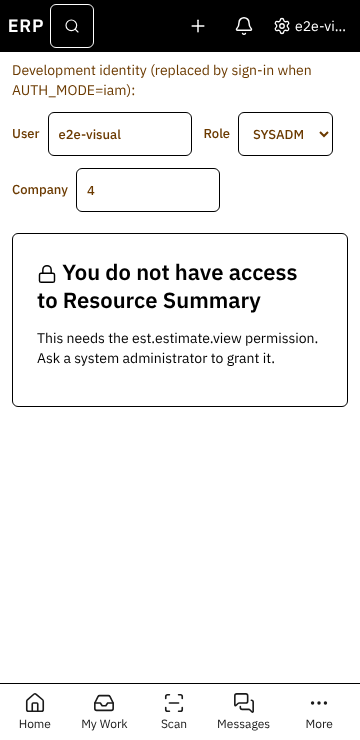 ERP
e2e-vi...
Development identity (replaced by sign-in when
AUTH_MODE=iam):
User
e2e-visual
Role
SYSADM
Company
4
You do not have access
to Resource Summary
This needs the est.estimate.view permission.
Ask a system administrator to grant it.
Home
My Work
Scan
Messages
More